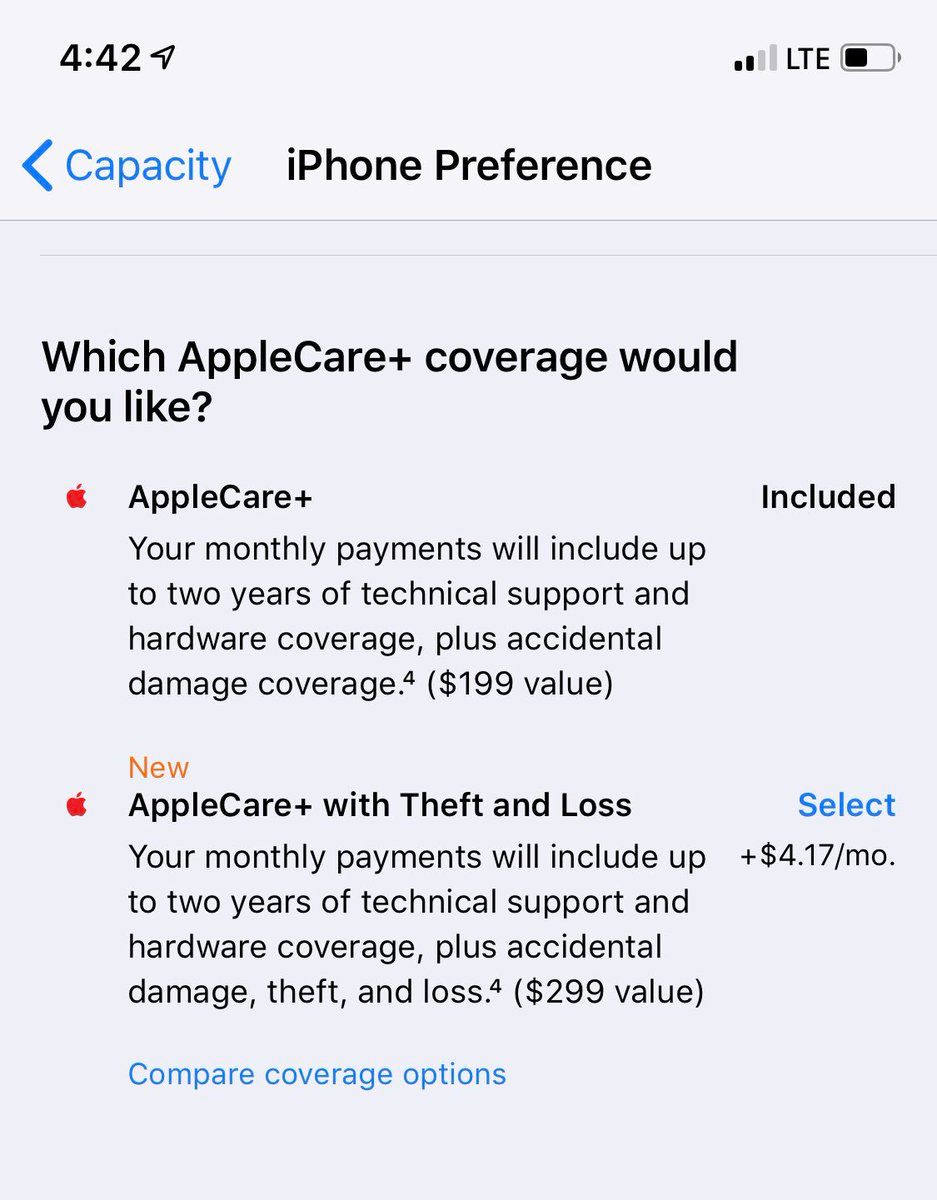 4:42 LTE
Capacity iPhone Preference
Which AppleCare+ coverage would
you like?
AppleCare+ Included
Your monthly payments will include up
to two years of technical support and
hardware coverage, plus accidental
damage coverage.⁴ ($199 value)
New
AppleCare+ with Theft and Loss Select
Your monthly payments will include up +$4.17/mo.
to two years of technical support and
hardware coverage, plus accidental
damage, theft, and loss.⁴ ($299 value)
Compare coverage options